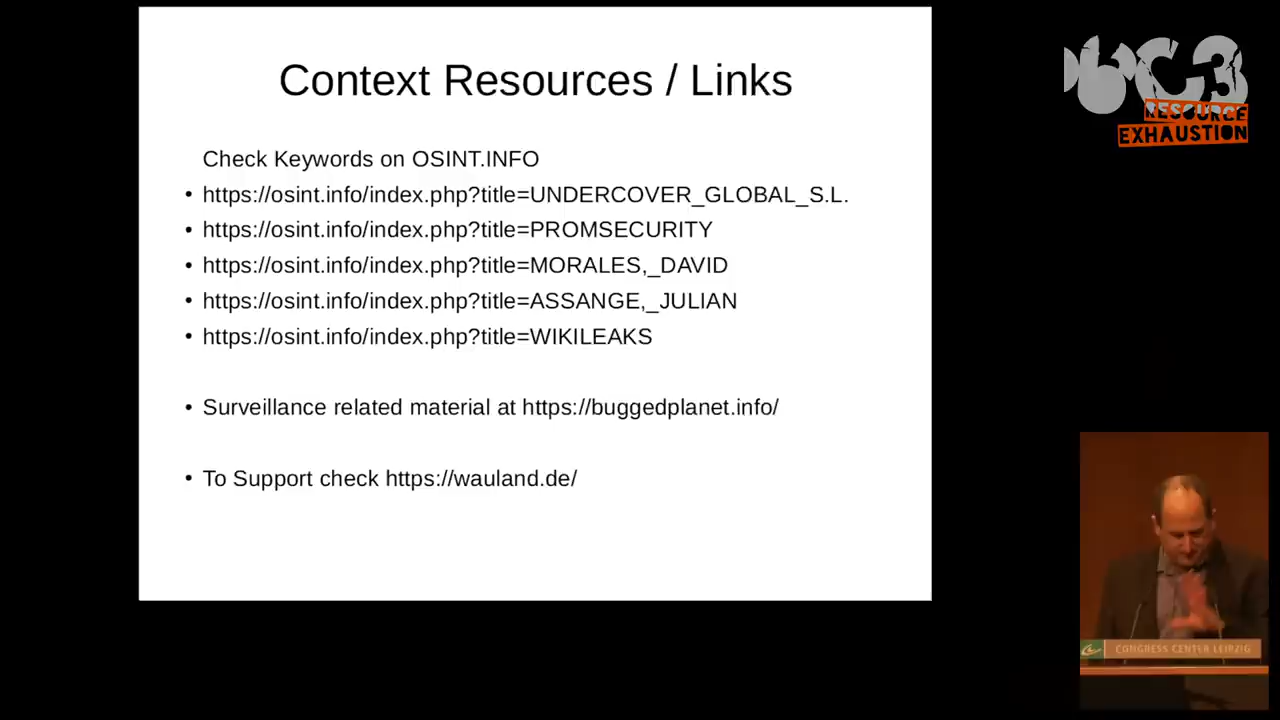 Context Resources / Links
Check Keywords on OSINT.INFO
• https://osint.info/index.php?title=UNDERCOVER_GLOBAL_S.L.
• https://osint.info/index.php?title=PROMSECURITY
• https://osint.info/index.php?title=MORALES,_DAVID
• https://osint.info/index.php?title=ASSANGE,_JULIAN
• https://osint.info/index.php?title=WIKILEAKS
• Surveillance related material at https://buggedplanet.info/
• To Support check https://wauland.de/
RESOURCE
EXHAUSTION
CONGRESS CENTER LEIPZIG